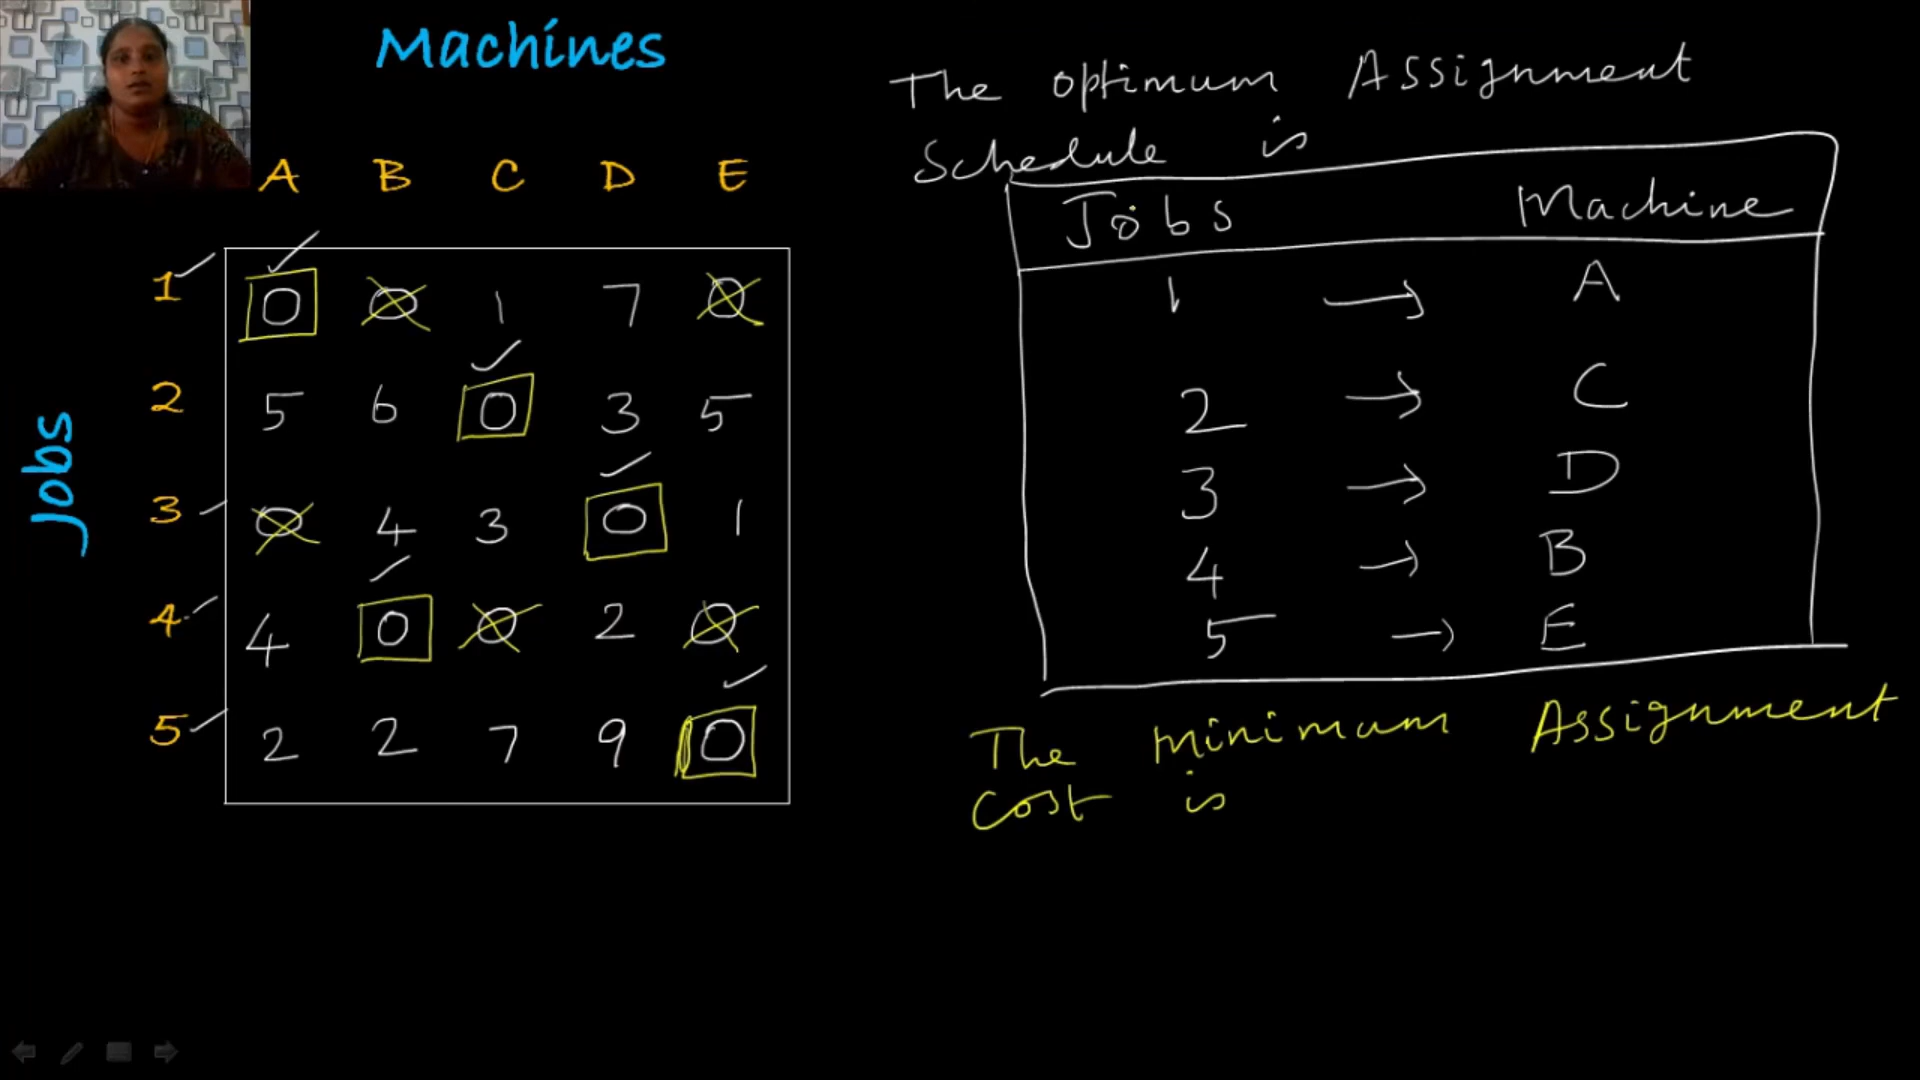 Machines
A B C D E
Jobs
1 0 0 1 7 0
2 5 6 0 3 5
3 0 4 3 0 1
4 4 0 0 2 0
5 2 2 7 9 0
The optimum Assignment
Schedule is
Jobs Machine
1 → A
2 → C
3 → D
4 → B
5 → E
The Minimum Assignment
Cost is